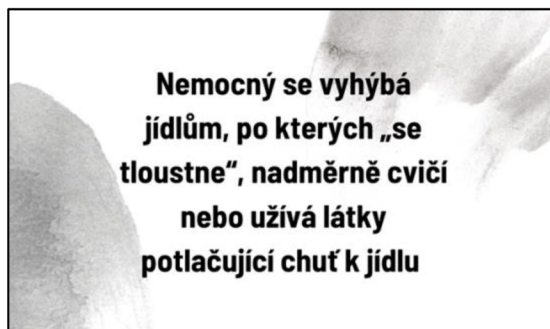 Nemocný se vyhýbá
jídlům, po kterých „se
tloustne“, nadměrně cvičí
nebo užívá látky
potlačující chuť k jídlu